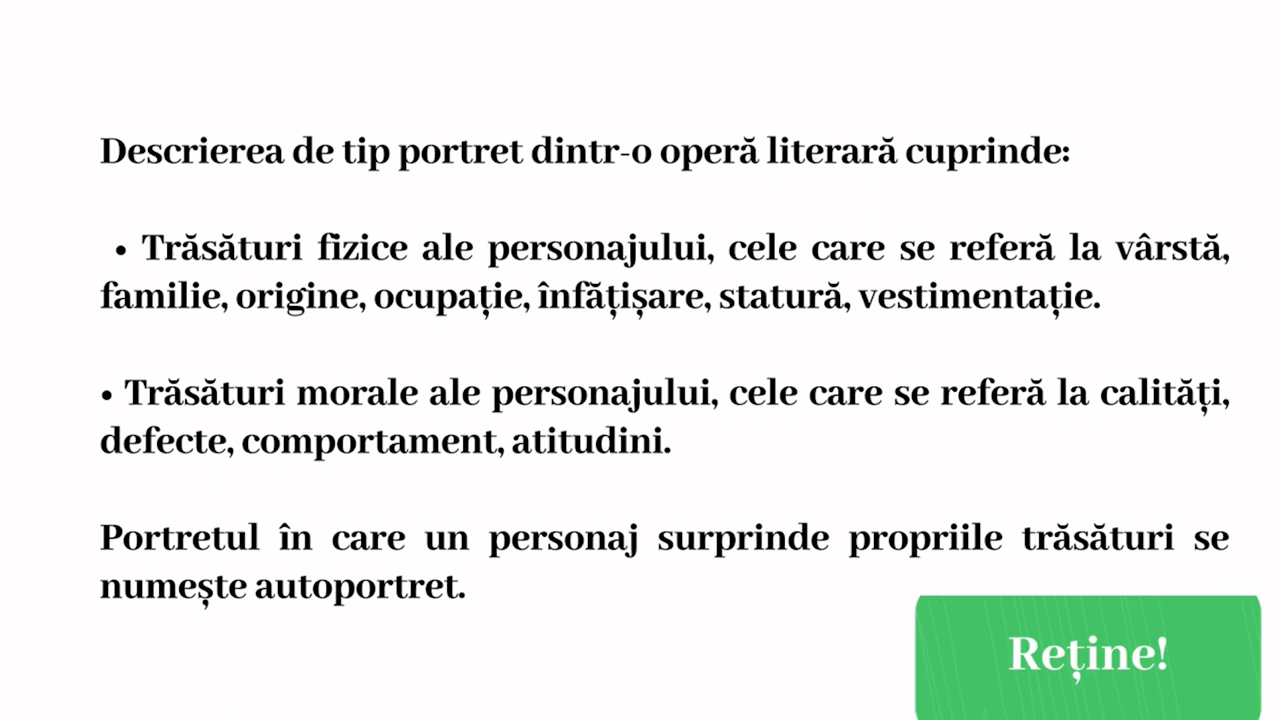 Descrierea de tip portret dintr-o operă literară cuprinde:
• Trăsături fizice ale personajului, cele care se referă la vârstă,
familie, origine, ocupație, înfățișare, statură, vestimentație.
• Trăsături morale ale personajului, cele care se referă la calități,
defecte, comportament, atitudini.
Portretul în care un personaj surprinde propriile trăsături se
numește autoportret.
Reține!